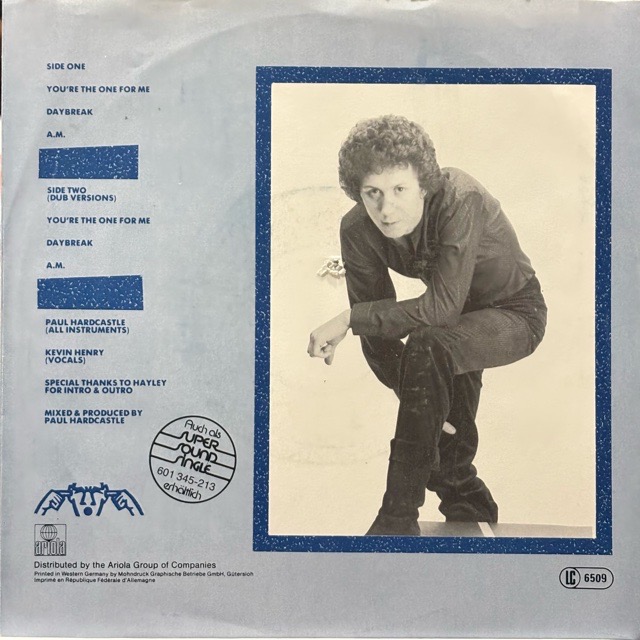 SIDE ONE
YOU'RE THE ONE FOR ME
DAYBREAK
A.M.
SIDE TWO
(DUB VERSIONS)
YOU'RE THE ONE FOR ME
DAYBREAK
A.M.
PAUL HARDCASTLE
(ALL INSTRUMENTS)
KEVIN HENRY
(VOCALS)
SPECIAL THANKS TO HAYLEY
FOR INTRO & OUTRO
MIXED & PRODUCED BY
PAUL HARDCASTLE
Auch als
SUPER
SOUND
SINGLE
601 345-213
erhältlich
ariola
Distributed by the Ariola Group of Companies
Printed in Western Germany by Mohndruck Graphische Betriebe GmbH, Gütersloh
Imprimé en République Fédérale d'Allemagne
LC 6509